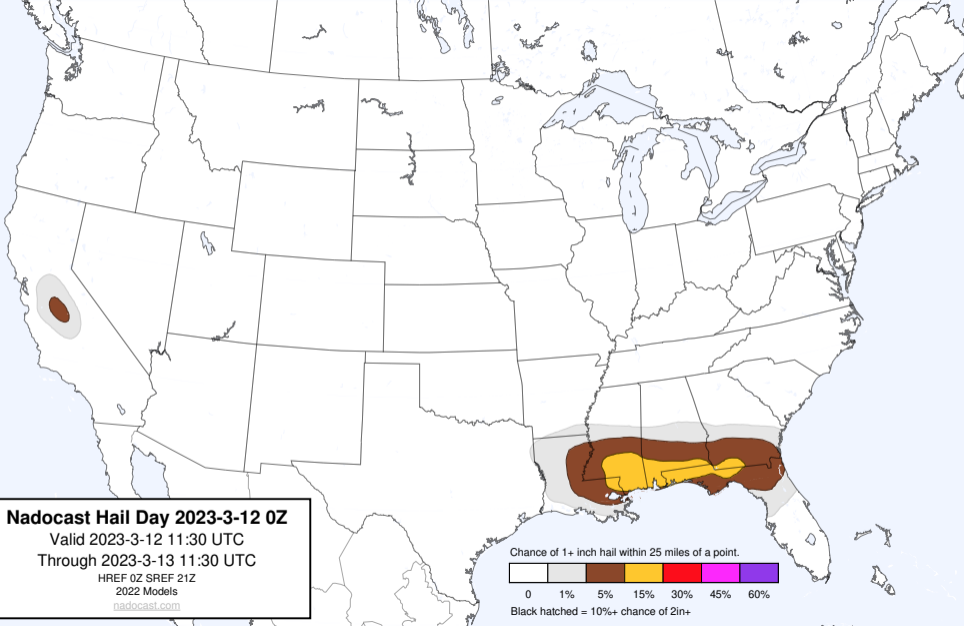 Nadocast Hail Day 2023-3-12 0Z
Valid 2023-3-12 11:30 UTC
Through 2023-3-13 11:30 UTC
HREF 0Z SREF 21Z
2022 Models
nadocast.com
Chance of 1+ inch hail within 25 miles of a point.
0 1% 5% 15% 30% 45% 60%
Black hatched = 10%+ chance of 2in+